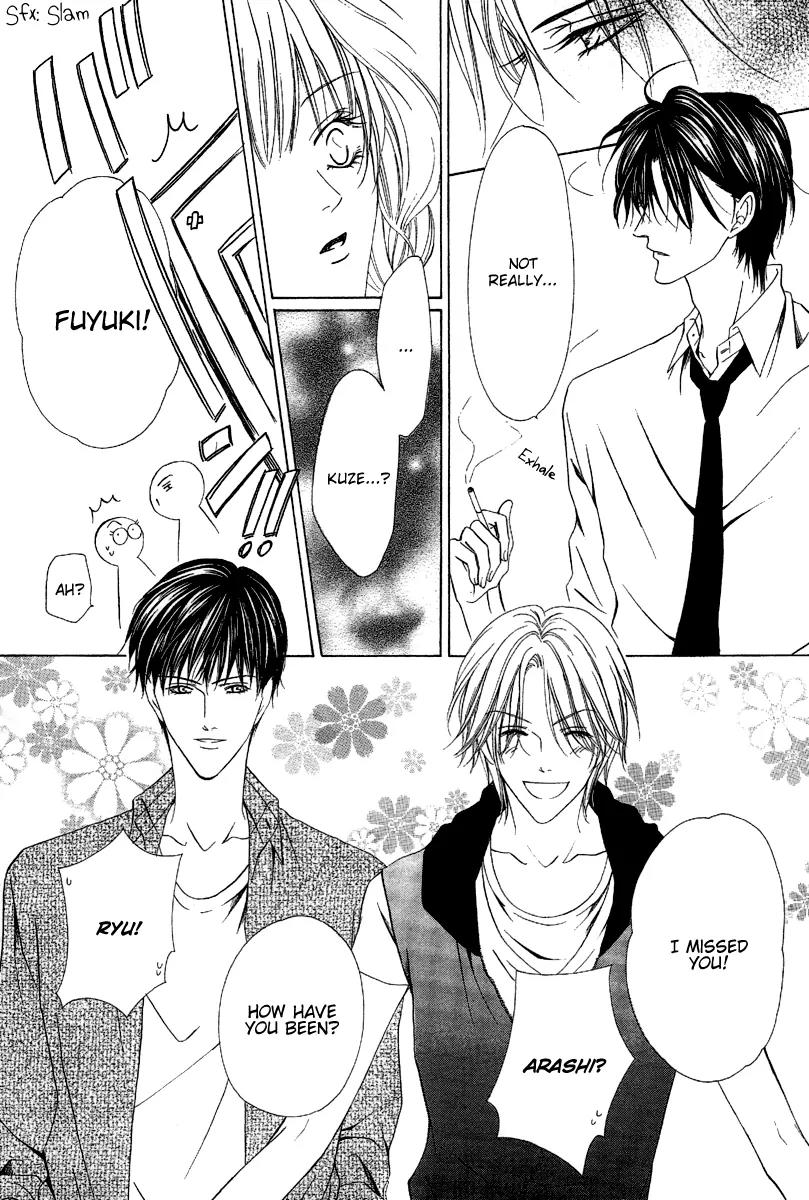 Sfx: Slam
NOT
REALLY...
Exhale
...
KUZE...?
FUYUKI!
AH?
I MISSED
YOU!
ARASHI?
HOW HAVE
YOU BEEN?
RYU!